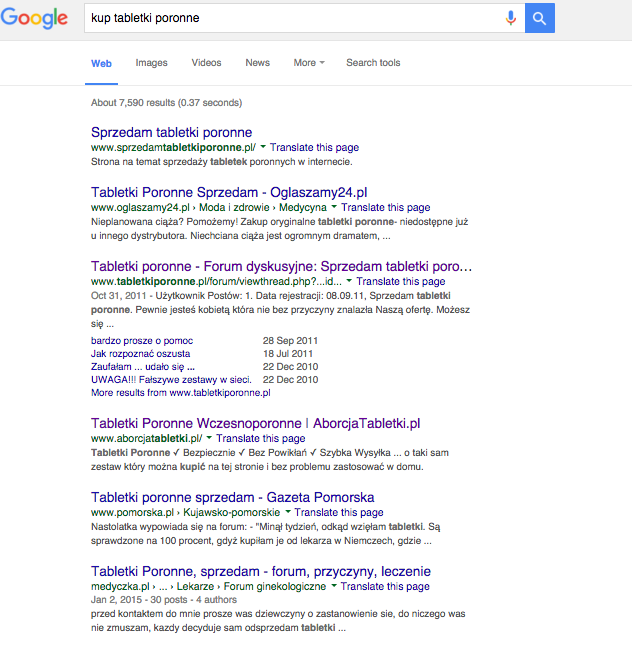 Google
kup tabletki poronne
Web Images Videos News More Search tools
About 7,590 results (0.37 seconds)
Sprzedam tabletki poronne
www.sprzedamtabletkiporonne.pl/ Translate this page
Strona na temat sprzedaży tabletek poronnych w internecie.
Tabletki Poronne Sprzedam - Oglaszamy24.pl
www.oglaszamy24.pl › Moda i zdrowie › Medycyna Translate this page
Nieplanowana ciąża? Pomożemy! Zakup oryginalne tabletki poronne- niedostępne już
u innego dystrybutora. Niechciana ciąża jest ogromnym dramatem, ...
Tabletki poronne - Forum dyskusyjne: Sprzedam tabletki poro...
www.tabletkiporonne.pl/forum/viewthread.php?...id... Translate this page
Oct 31, 2011 - Użytkownik Postów: 1. Data rejestracji: 08.09.11, Sprzedam tabletki
poronne. Pewnie jesteś kobietą która nie bez przyczyny znalazła Naszą ofertę. Możesz
się ...
bardzo prosze o pomoc 28 Sep 2011
Jak rozpoznać oszusta 18 Jul 2011
Zaufałam ... udało się ... 22 Dec 2010
UWAGA!!! Fałszywe zestawy w sieci. 22 Dec 2010
More results from www.tabletkiporonne.pl
Tabletki Poronne Wczesnoporonne | AborcjaTabletki.pl
www.aborcjatabletki.pl/ Translate this page
Tabletki Poronne ✓ Bezpiecznie ✓ Bez Powikłań ✓ Szybka Wysyłka ... o taki sam
zestaw który można kupić na tej stronie i bez problemu zastosować w domu.
Tabletki poronne sprzedam - Gazeta Pomorska
www.pomorska.pl › Kujawsko-pomorskie Translate this page
Nastolatka wypowiada się na forum: - "Minął tydzień, odkąd wzięłam tabletki. Są
sprawdzone na 100 procent, gdyż kupiłam je od lekarza w Niemczech, gdzie ...
Tabletki Poronne, sprzedam - forum, przyczyny, leczenie
medyczka.pl › ... › Lekarze › Forum ginekologiczne Translate this page
Jan 2, 2015 - 30 posts - 4 authors
przed kontaktem do mnie prosze was dziewczyny o zastanowienie sie, do niczego was
nie zmuszam, kazdy decyduje sam odsprzedam tabletki ...